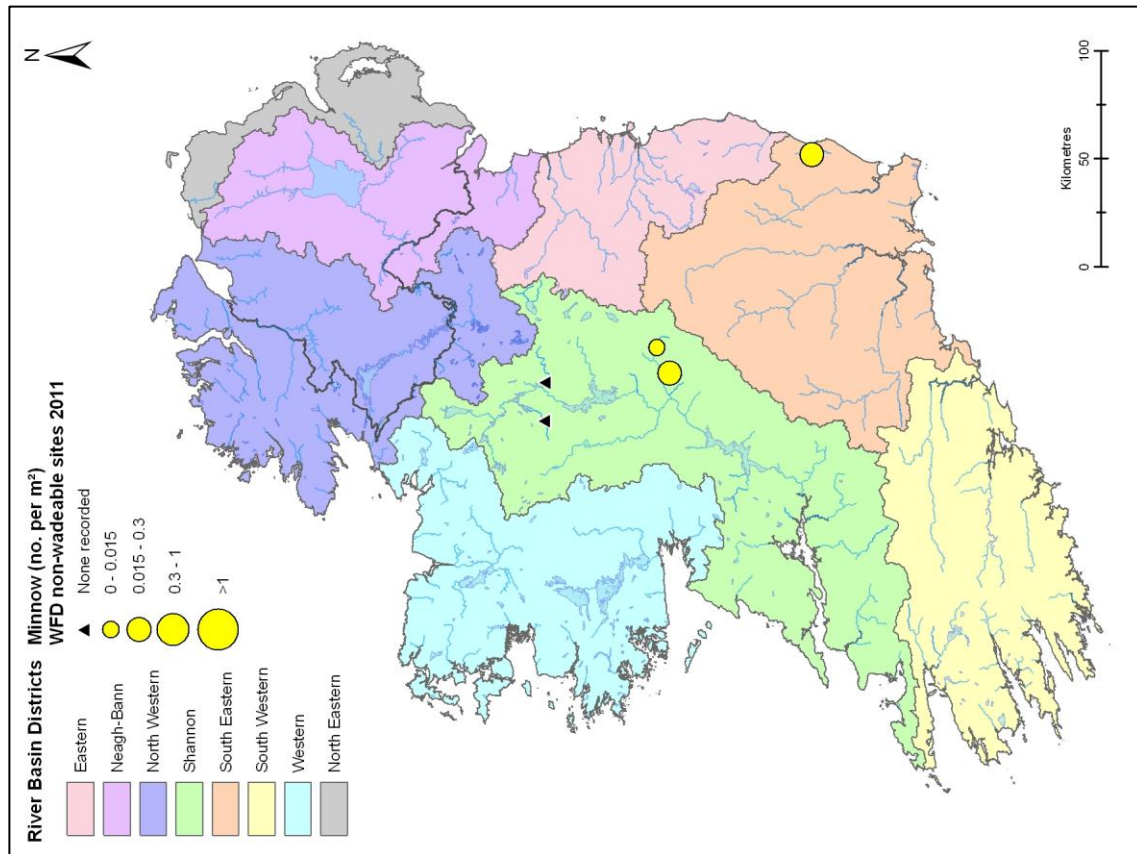 River Basin Districts
Eastern
Neagh-Bann
North Western
Shannon
South Eastern
South Western
Western
North Eastern
Minnow (no. per m²)
WFD non-wadeable sites 2011
None recorded
0 - 0.015
0.015 - 0.3
0.3 - 1
>1
N
0 50 100
Kilometres